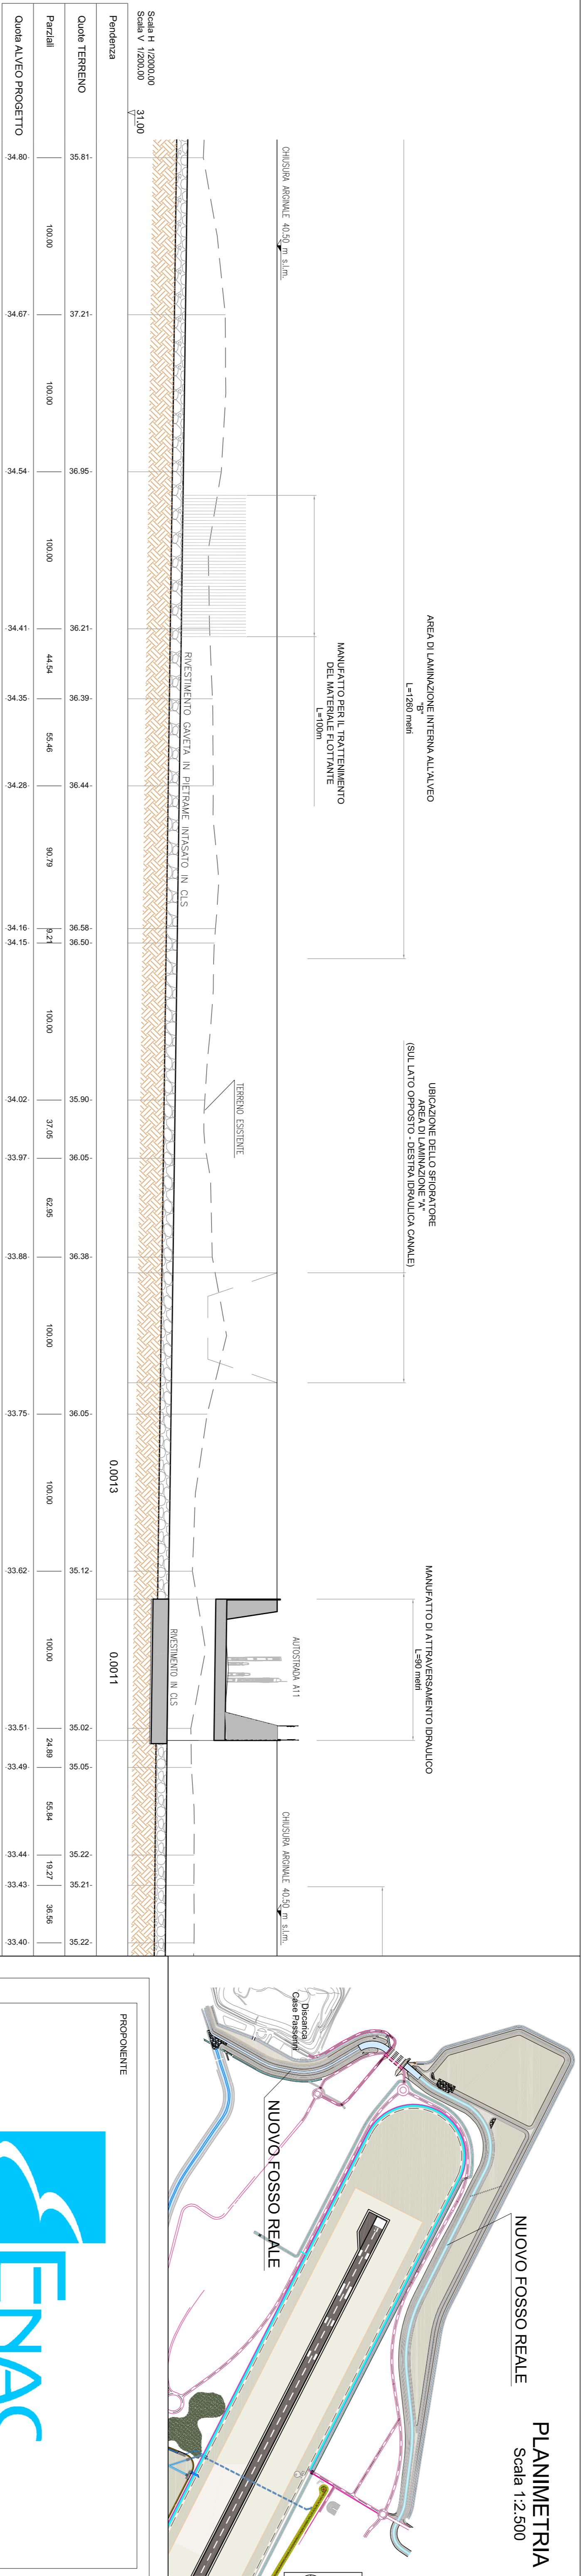 AREA DI LAMINAZIONE INTERNA ALL'ALVEO
"B"
L=1260 metri
UBICAZIONE DELLO SFIORATORE
AREA DI LAMINAZIONE "A"
(SUL LATO OPPOSTO - DESTRA IDRAULICA CANALE)
MANUFATTO DI ATTRAVERSAMENTO IDRAULICO
L=90 metri
MANUFATTO PER IL TRATTENIMENTO
DEL MATERIALE FLOTTANTE
L=100m
CHIUSURA ARGINALE 40.50 m s.l.m.
AUTOSTRADA A11
CHIUSURA ARGINALE 40.50 m s.l.m.
TERRENO ESISTENTE
RIVESTIMENTO GAVETA IN PIETRAME INTASATO IN CLS
RIVESTIMENTO IN CLS
Scala H 1/2000.00
Scala V 1/200.00
31.00
Pendenza 0.0013 0.0011
Quote TERRENO 35.81 37.21 36.95 36.21 36.39 36.44 36.58 36.50 35.90 36.05 36.38 36.05 35.12 35.02 35.05 35.22 35.21 35.22
Parziali 100.00 100.00 100.00 44.54 55.46 90.79 9.21 100.00 37.05 62.95 100.00 100.00 100.00 24.89 55.84 19.27 36.56
Quota ALVEO PROGETTO 34.80 34.67 34.54 34.41 34.35 34.28 34.16 34.15 34.02 33.97 33.88 33.75 33.62 33.51 33.49 33.44 33.43 33.40
PLANIMETRIA
Scala 1:2.500
NUOVO FOSSO REALE
Discarica
Case Passerini
NUOVO FOSSO REALE
PROPONENTE
ENAC